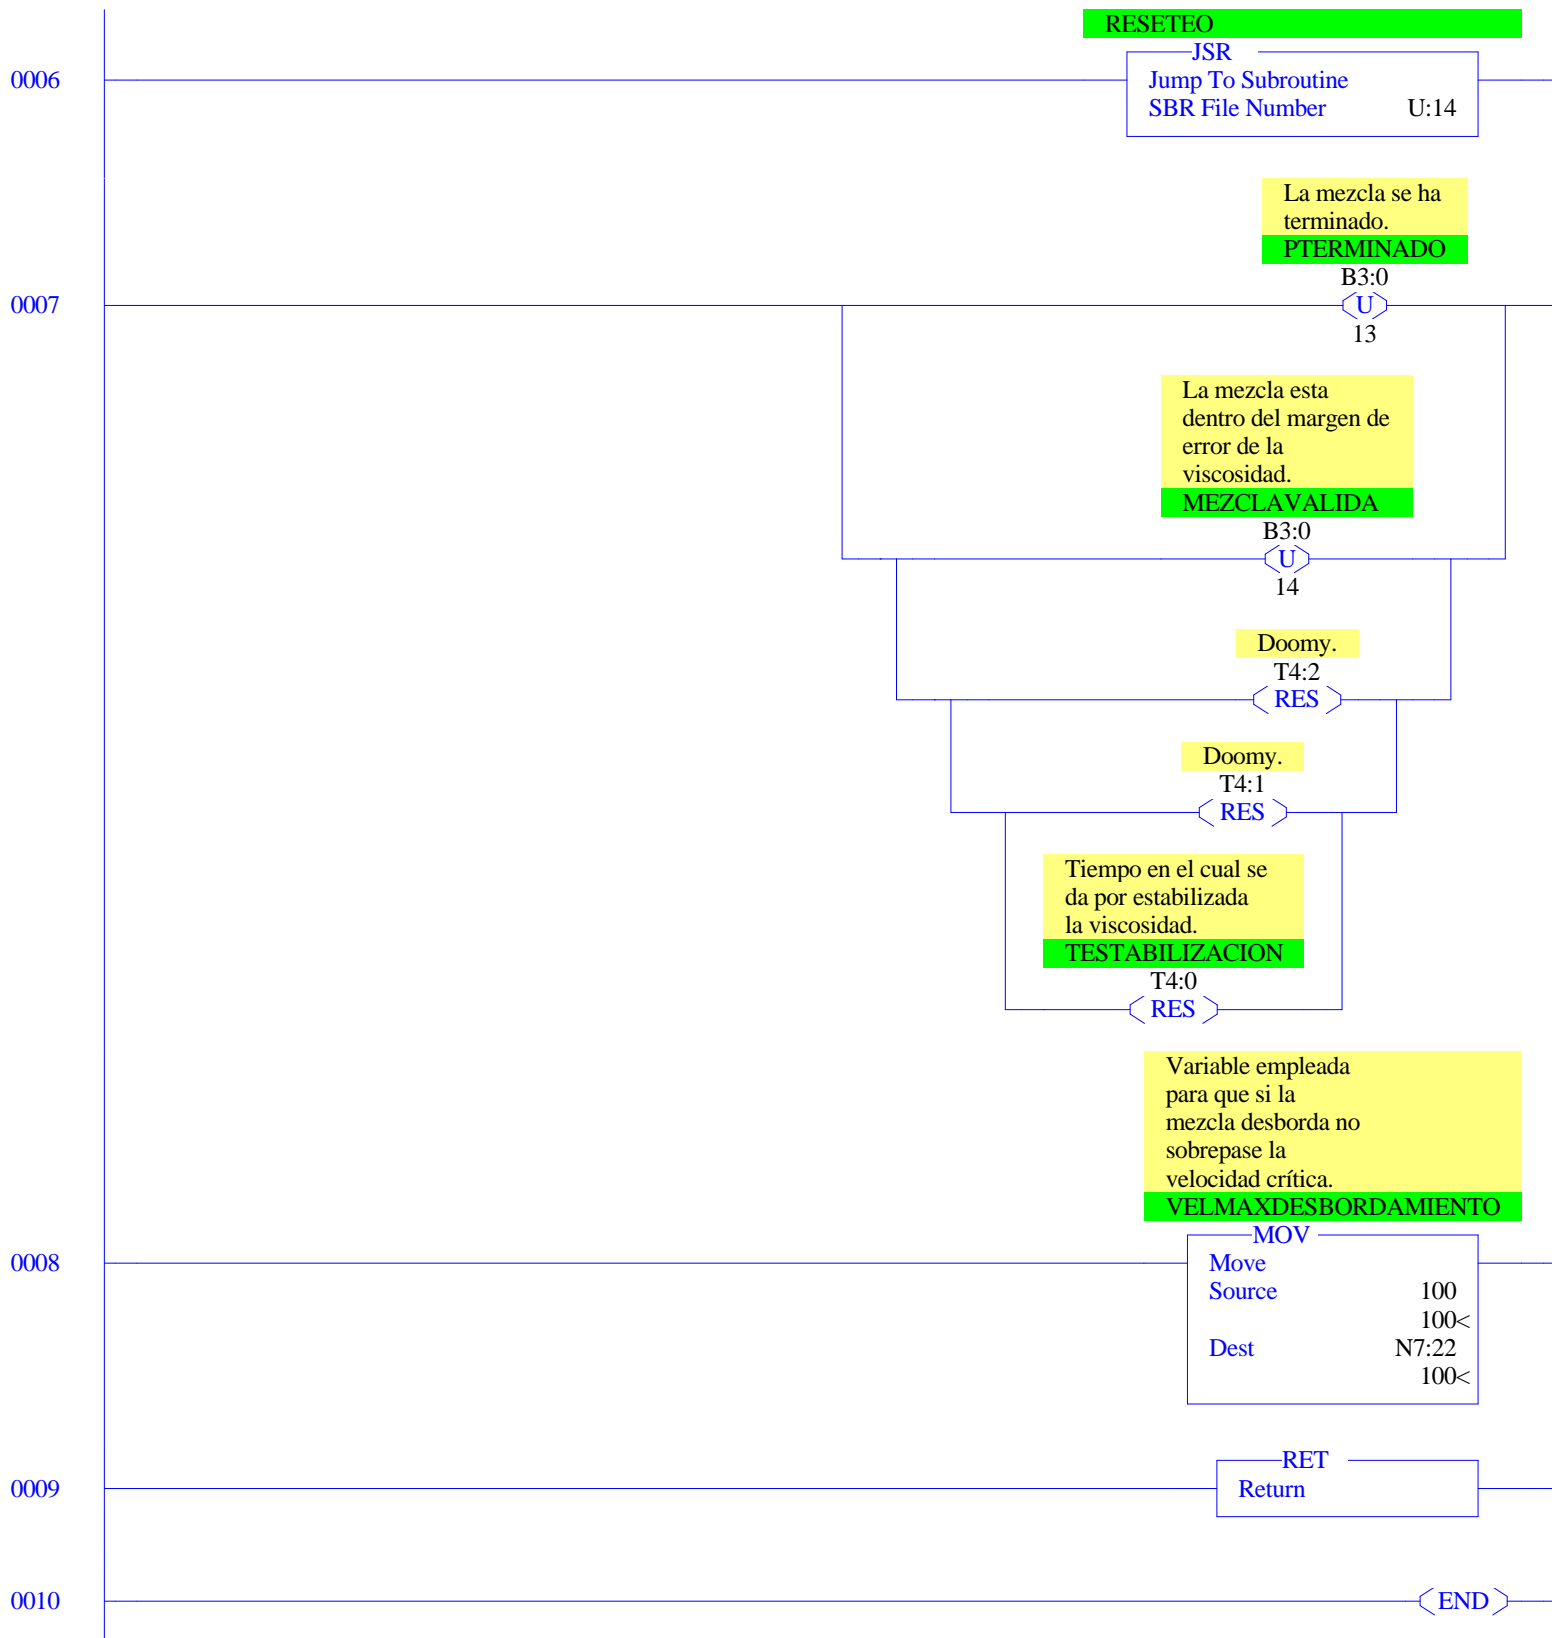 RESETEO
JSR
0006
Jump To Subroutine
SBR File Number U:14
La mezcla se ha
terminado.
PTERMINADO
B3:0
0007
U
13
La mezcla esta
dentro del margen de
error de la
viscosidad.
MEZCLAVALIDA
B3:0
U
14
Doomy.
T4:2
RES
Doomy.
T4:1
RES
Tiempo en el cual se
da por estabilizada
la viscosidad.
TESTABILIZACION
T4:0
RES
Variable empleada
para que si la
mezcla desborda no
sobrepase la
velocidad crítica.
VELMAXDESBORDAMIENTO
MOV
0008
Move
Source 100
100<
Dest N7:22
100<
RET
0009
Return
0010
END